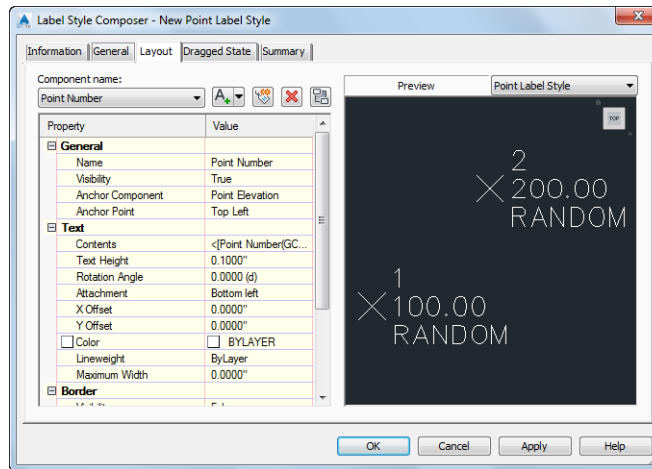 Label Style Composer - New Point Label Style
Information General Layout Dragged State Summary
Component name:
Point Number
Preview Point Label Style
Property Value
General
Name Point Number
Visibility True
Anchor Component Point Elevation
Anchor Point Top Left
Text
Contents <[Point Number(GC...
Text Height 0.1000"
Rotation Angle 0.0000 (d)
Attachment Bottom left
X Offset 0.0000"
Y Offset 0.0000"
Color BYLAYER
Lineweight ByLayer
Maximum Width 0.0000"
Border
TOP
2
200.00
RANDOM
1
100.00
RANDOM
OK Cancel Apply Help